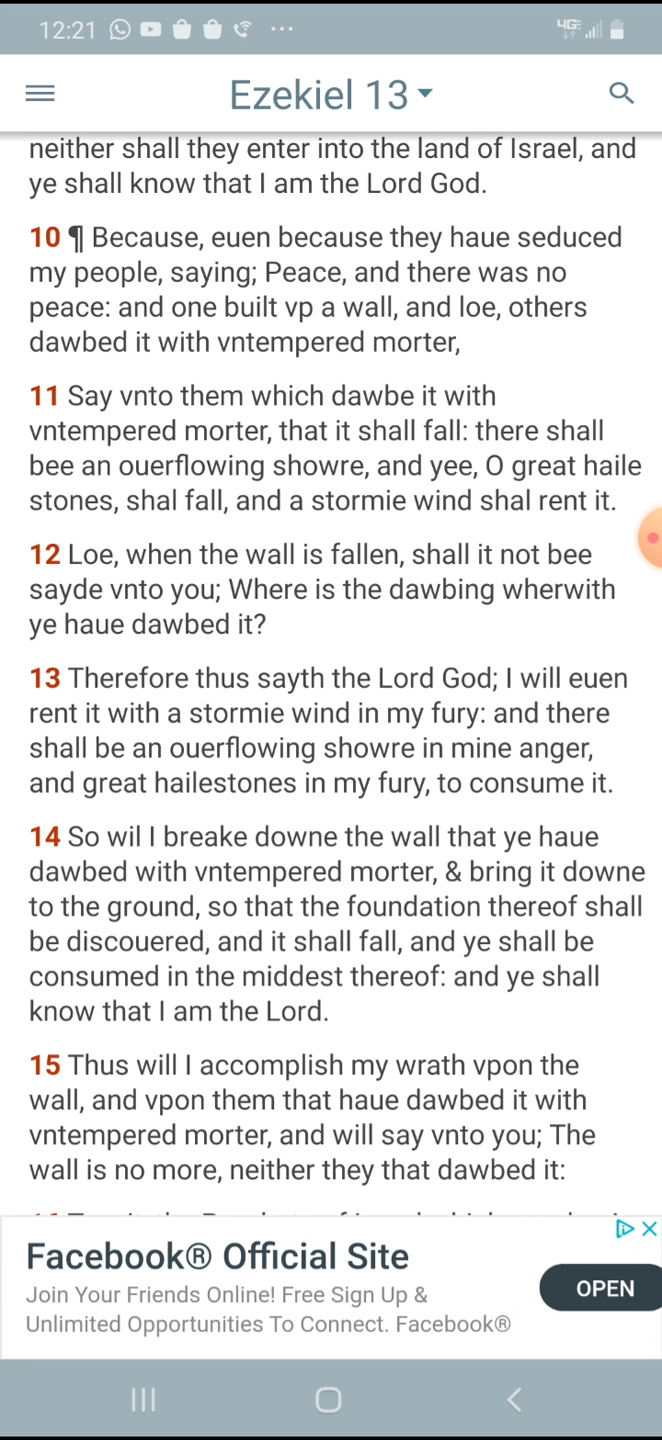 12:21
4GE
Ezekiel 13
neither shall they enter into the land of Israel, and
ye shall know that I am the Lord God.
10 ¶ Because, euen because they haue seduced
my people, saying; Peace, and there was no
peace: and one built vp a wall, and loe, others
dawbed it with vntempered morter,
11 Say vnto them which dawbe it with
vntempered morter, that it shall fall: there shall
bee an ouerflowing showre, and yee, O great haile
stones, shal fall, and a stormie wind shal rent it.
12 Loe, when the wall is fallen, shall it not bee
sayde vnto you; Where is the dawbing wherwith
ye haue dawbed it?
13 Therefore thus sayth the Lord God; I will euen
rent it with a stormie wind in my fury: and there
shall be an ouerflowing showre in mine anger,
and great hailestones in my fury, to consume it.
14 So wil I breake downe the wall that ye haue
dawbed with vntempered morter, & bring it downe
to the ground, so that the foundation thereof shall
be discouered, and it shall fall, and ye shall be
consumed in the middest thereof: and ye shall
know that I am the Lord.
15 Thus will I accomplish my wrath vpon the
wall, and vpon them that haue dawbed it with
vntempered morter, and will say vnto you; The
wall is no more, neither they that dawbed it:
Facebook® Official Site
Join Your Friends Online! Free Sign Up &
Unlimited Opportunities To Connect. Facebook®
OPEN